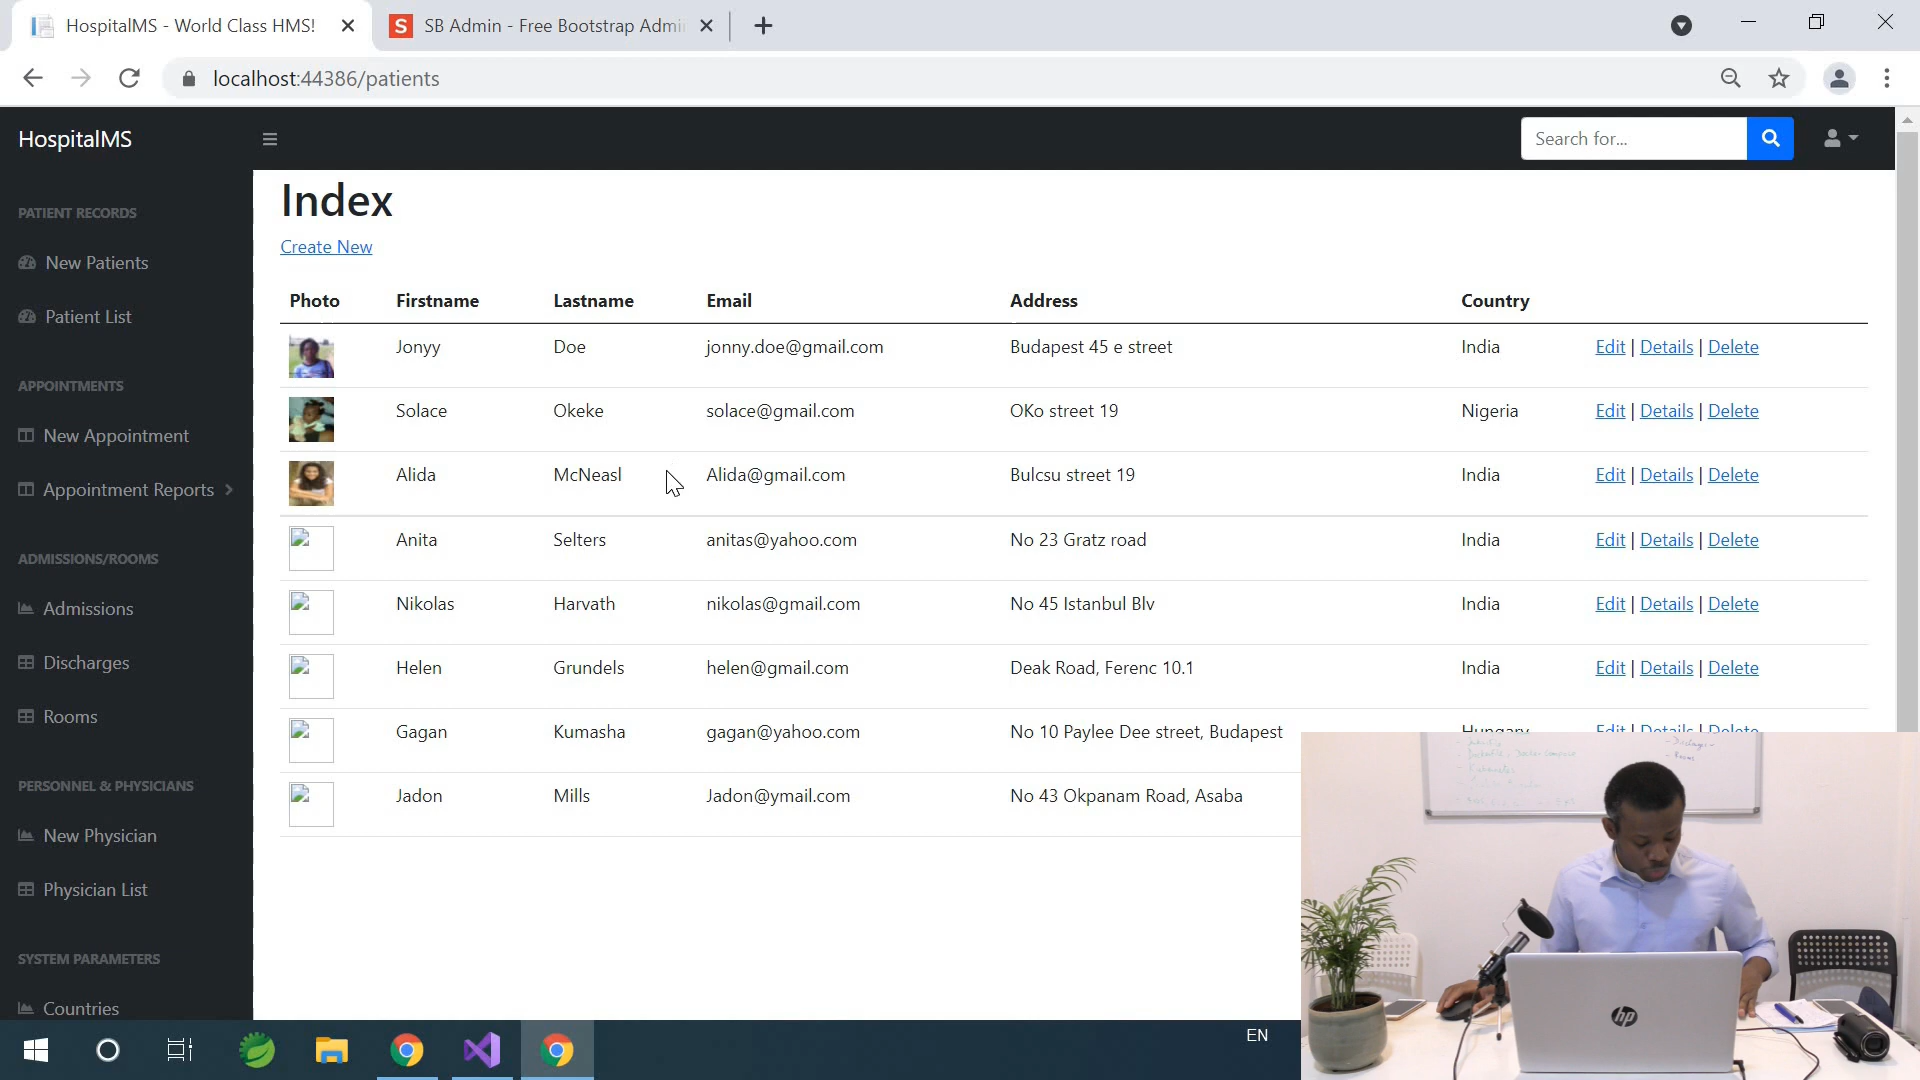 HospitalMS - World Class HMS!
SB Admin - Free Bootstrap Admi
localhost:44386/patients
HospitalMS
Search for...
PATIENT RECORDS
New Patients
Patient List
APPOINTMENTS
New Appointment
Appointment Reports
ADMISSIONS/ROOMS
Admissions
Discharges
Rooms
PERSONNEL & PHYSICIANS
New Physician
Physician List
SYSTEM PARAMETERS
Countries
Index
Create New
Photo Firstname Lastname Email Address Country
Jonyy Doe jonny.doe@gmail.com Budapest 45 e street India Edit | Details | Delete
Solace Okeke solace@gmail.com OKo street 19 Nigeria Edit | Details | Delete
Alida McNeasl Alida@gmail.com Bulcsu street 19 India Edit | Details | Delete
Anita Selters anitas@yahoo.com No 23 Gratz road India Edit | Details | Delete
Nikolas Harvath nikolas@gmail.com No 45 Istanbul Blv India Edit | Details | Delete
Helen Grundels helen@gmail.com Deak Road, Ferenc 10.1 India Edit | Details | Delete
Gagan Kumasha gagan@yahoo.com No 10 Paylee Dee street, Budapest Hungary Edit | Details | Delete
Jadon Mills Jadon@ymail.com No 43 Okpanam Road, Asaba
EN
hp